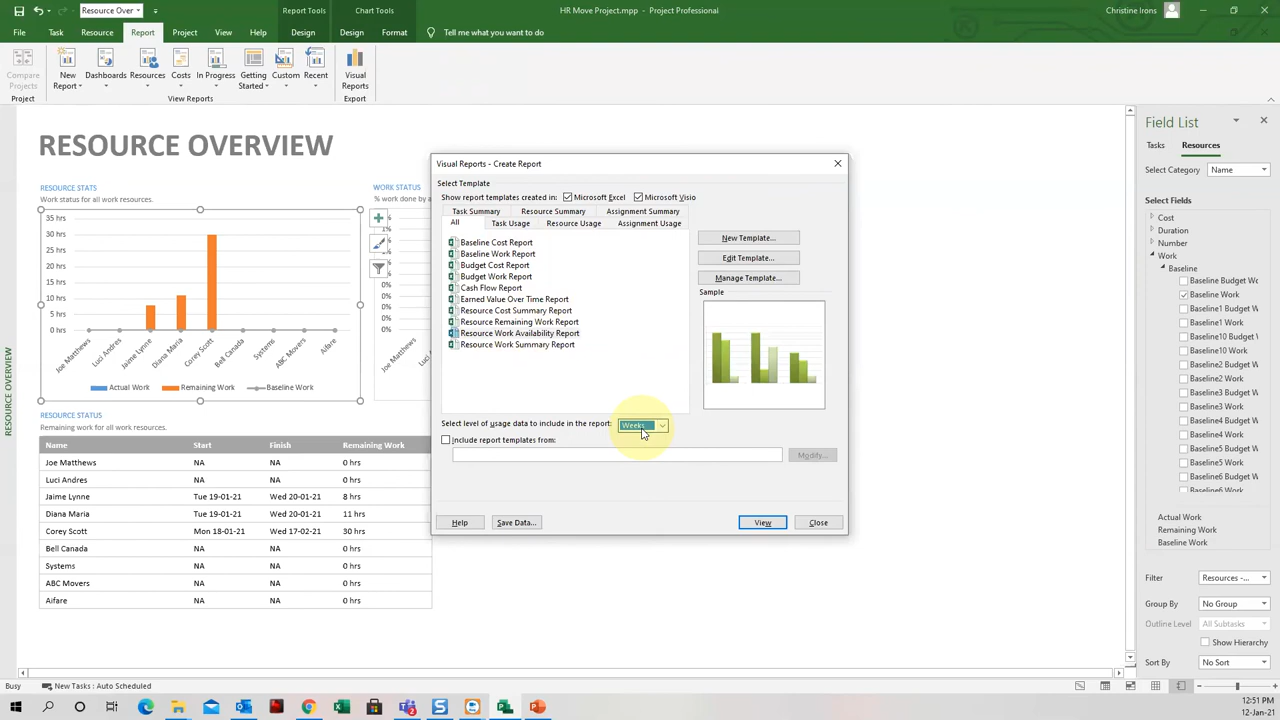 Resource Over
Report Tools
Chart Tools
HR Move Project.mpp - Project Professional
Christine Irons
File Task Resource Report Project View Help Design Design Format Tell me what you want to do
Compare Projects
New Report
Dashboards
Resources
Costs
In Progress
Getting Started
Custom
Recent
Visual Reports
Project
View Reports
Export
RESOURCE OVERVIEW
RESOURCE OVERVIEW
RESOURCE STATS
Work status for all work resources.
35 hrs
30 hrs
25 hrs
20 hrs
15 hrs
10 hrs
5 hrs
0 hrs
Joe Matthews
Luci Andres
Jaime Lynne
Diana Maria
Corey Scott
Bell Canada
Systems
ABC Movers
Aifare
Actual Work Remaining Work Baseline Work
WORK STATUS
% work done by a
1%
0%
0%
0%
0%
0%
Joe Matthews
RESOURCE STATUS
Remaining work for all work resources.
Name Start Finish Remaining Work
Joe Matthews NA NA 0 hrs
Luci Andres NA NA 0 hrs
Jaime Lynne Tue 19-01-21 Wed 20-01-21 8 hrs
Diana Maria Tue 19-01-21 Wed 20-01-21 11 hrs
Corey Scott Mon 18-01-21 Wed 17-02-21 30 hrs
Bell Canada NA NA 0 hrs
Systems NA NA 0 hrs
ABC Movers NA NA 0 hrs
Aifare NA NA 0 hrs
Visual Reports - Create Report
Select Template
Show report templates created in: Microsoft Excel Microsoft Visio
Task Summary Resource Summary Assignment Summary
All Task Usage Resource Usage Assignment Usage
Baseline Cost Report
Baseline Work Report
Budget Cost Report
Budget Work Report
Cash Flow Report
Earned Value Over Time Report
Resource Cost Summary Report
Resource Remaining Work Report
Resource Work Availability Report
Resource Work Summary Report
New Template...
Edit Template...
Manage Template...
Sample
Select level of usage data to include in the report: Weeks
Include report templates from:
Modify...
Help Save Data... View Close
Field List
Tasks Resources
Select Category Name
Select Fields
Cost
Duration
Number
Work
Baseline
Baseline Budget W
Baseline Work
Baseline1 Budget W
Baseline1 Work
Baseline10 Budget W
Baseline10 Work
Baseline2 Budget W
Baseline2 Work
Baseline3 Budget W
Baseline3 Work
Baseline4 Budget W
Baseline4 Work
Baseline5 Budget W
Baseline5 Work
Baseline6 Budget W
Baseline6 Work
Actual Work
Remaining Work
Baseline Work
Filter Resources -...
Group By No Group
Outline Level All Subtasks
Show Hierarchy
Sort By No Sort
Busy New Tasks : Auto Scheduled
12:51 PM
12-Jan-21